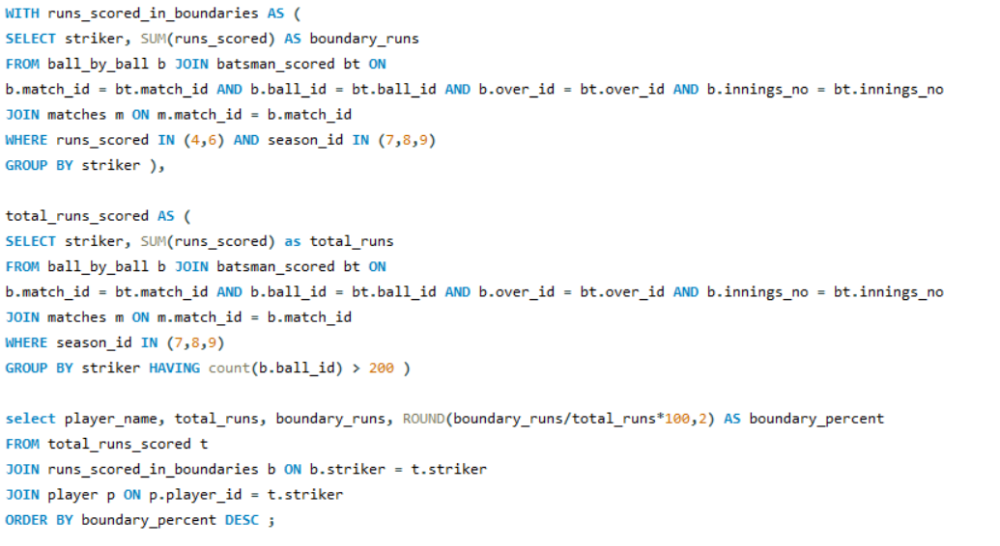 WITH runs_scored_in_boundaries AS (
SELECT striker, SUM(runs_scored) AS boundary_runs
FROM ball_by_ball b JOIN batsman_scored bt ON
b.match_id = bt.match_id AND b.ball_id = bt.ball_id AND b.over_id = bt.over_id AND b.innings_no = bt.innings_no
JOIN matches m ON m.match_id = b.match_id
WHERE runs_scored IN (4,6) AND season_id IN (7,8,9)
GROUP BY striker ),
total_runs_scored AS (
SELECT striker, SUM(runs_scored) as total_runs
FROM ball_by_ball b JOIN batsman_scored bt ON
b.match_id = bt.match_id AND b.ball_id = bt.ball_id AND b.over_id = bt.over_id AND b.innings_no = bt.innings_no
JOIN matches m ON m.match_id = b.match_id
WHERE season_id IN (7,8,9)
GROUP BY striker HAVING count(b.ball_id) > 200 )
select player_name, total_runs, boundary_runs, ROUND(boundary_runs/total_runs*100,2) AS boundary_percent
FROM total_runs_scored t
JOIN runs_scored_in_boundaries b ON b.striker = t.striker
JOIN player p ON p.player_id = t.striker
ORDER BY boundary_percent DESC ;